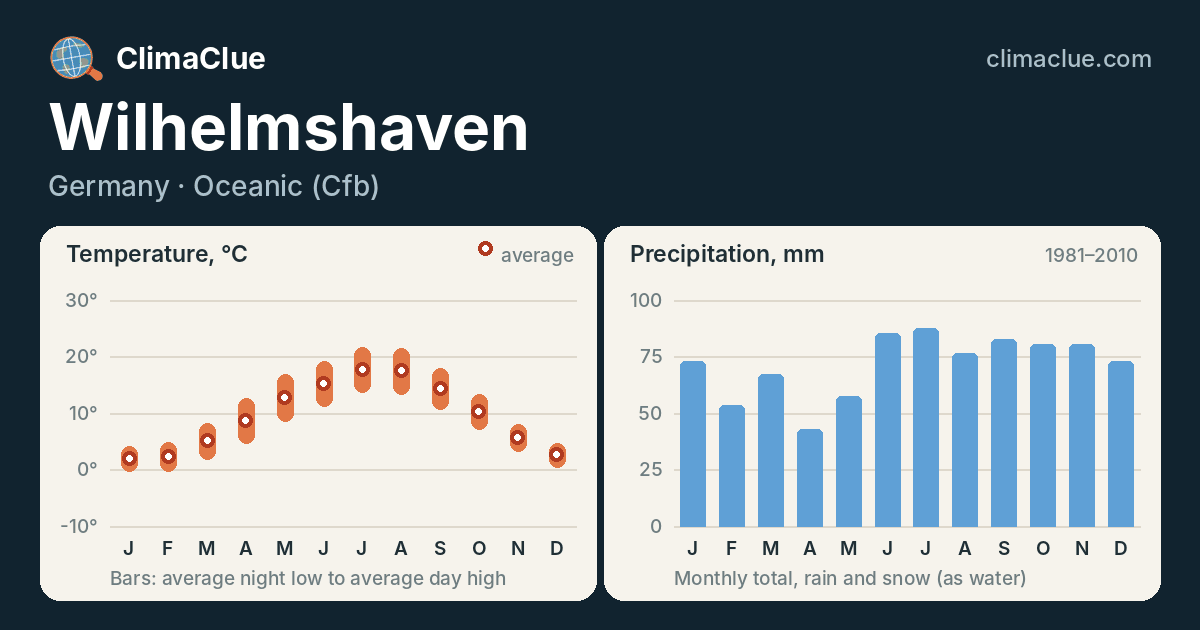 ClimaClue
climaclue.com
Wilhelmshaven
Germany · Oceanic (Cfb)
Temperature, °C
average
30°
20°
10°
0°
-10°
J F M A M J J A S O N D
Bars: average night low to average day high
Precipitation, mm
1981–2010
100
75
50
25
0
J F M A M J J A S O N D
Monthly total, rain and snow (as water)